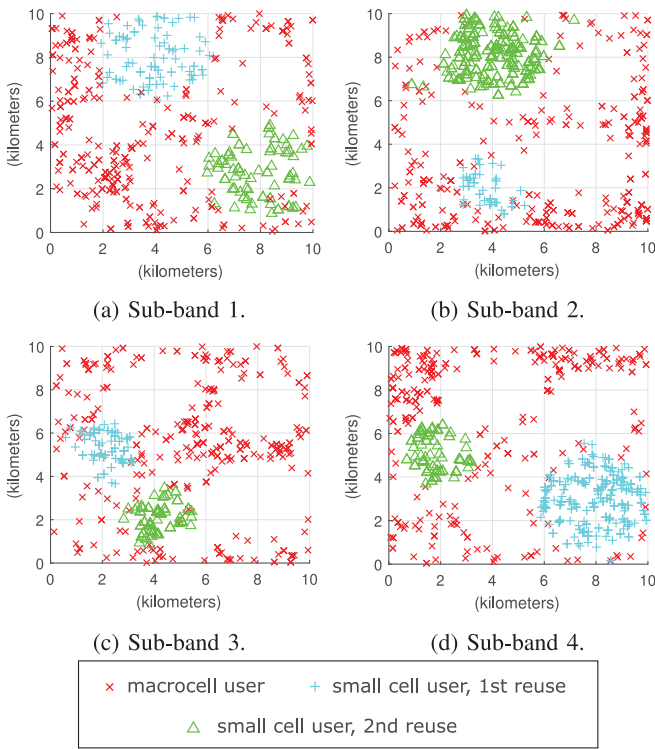 10
8
6
4
2
0
0 2 4 6 8 10
(kilometers)
(kilometers)
(a) Sub-band 1.
10
8
6
4
2
0
0 2 4 6 8 10
(kilometers)
(kilometers)
(b) Sub-band 2.
10
8
6
4
2
0
0 2 4 6 8 10
(kilometers)
(kilometers)
(c) Sub-band 3.
10
8
6
4
2
0
0 2 4 6 8 10
(kilometers)
(kilometers)
(d) Sub-band 4.
macrocell user
small cell user, 1st reuse
small cell user, 2nd reuse